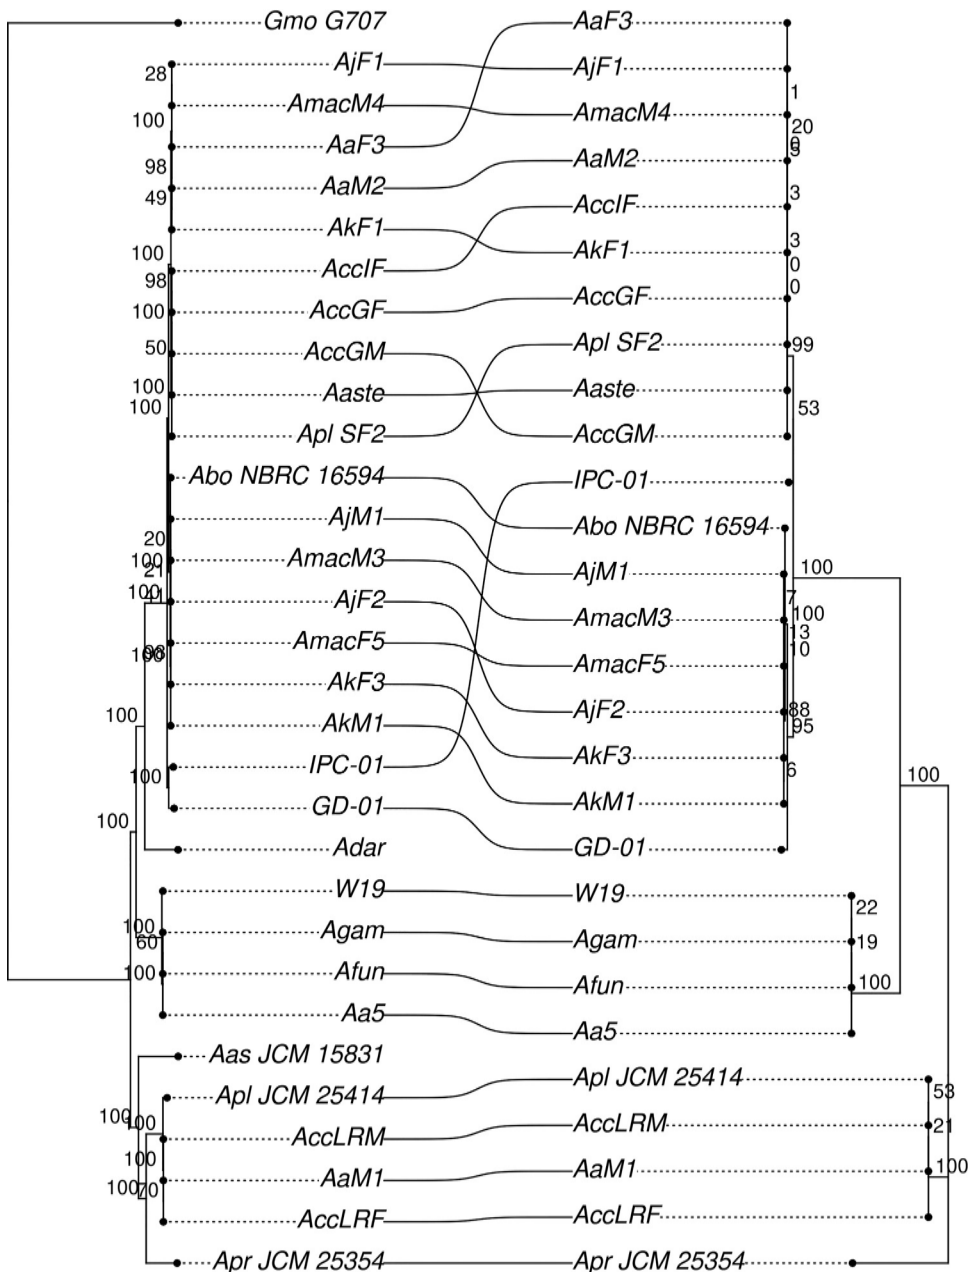 Gmo G707
AjF1
AmacM4
AaF3
AaM2
AkF1
AccIF
AccGF
AccGM
Aaste
Apl SF2
Abo NBRC 16594
AjM1
AmacM3
AjF2
AmacF5
AkF3
AkM1
IPC-01
GD-01
Adar
W19
Agam
Afun
Aa5
Aas JCM 15831
Apl JCM 25414
AccLRM
AaM1
AccLRF
Apr JCM 25354
28
100
98
49
100
98
100
50
100
100
20
100
21
100
41
100
100
100
100
100
60
100
100
100
100
100
70
AaF3
AjF1
AmacM4
AaM2
AccIF
AkF1
AccGF
Apl SF2
Aaste
AccGM
IPC-01
Abo NBRC 16594
AjM1
AmacM3
AmacF5
AjF2
AkF3
AkM1
GD-01
W19
Agam
Afun
Aa5
Apl JCM 25414
AccLRM
AaM1
AccLRF
Apr JCM 25354
1
20
3
3
0
0
99
53
100
7
100
13
10
88
95
6
100
22
19
100
53
21
100